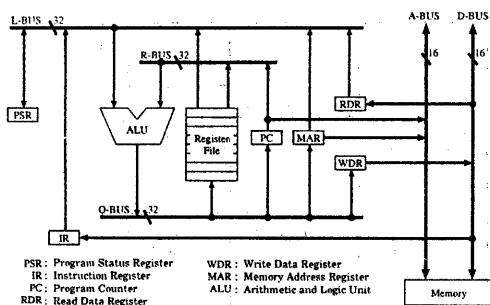 L-BUS 32
A-BUS D-BUS
R-BUS 32
16 16
RDR
PSR
ALU
Register
File
PC
MAR
WDR
O-BUS 32
IR
PSR: Program Status Register
IR: Instruction Register
PC: Program Counter
RDR: Read Data Register
WDR: Write Data Register
MAR: Memory Address Register
ALU: Arithmetic and Logic Unit
Memory